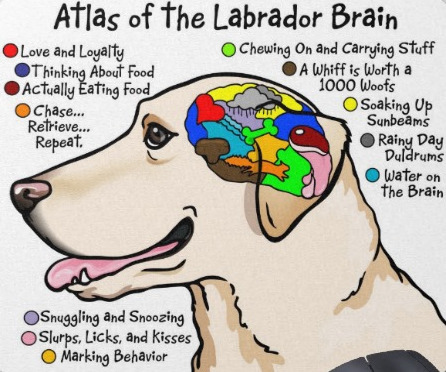 Atlas of the Labrador Brain
Love and Loyalty
Thinking About Food
Actually Eating Food
Chase...
Retrieve...
Repeat.
Chewing On and Carrying Stuff
A Whiff is Worth a
1000 Woofs
Soaking Up
Sunbeams
Rainy Day
Duldrums
Water on
the Brain
Snuggling and Snoozing
Slurps, Licks, and Kisses
Marking Behavior